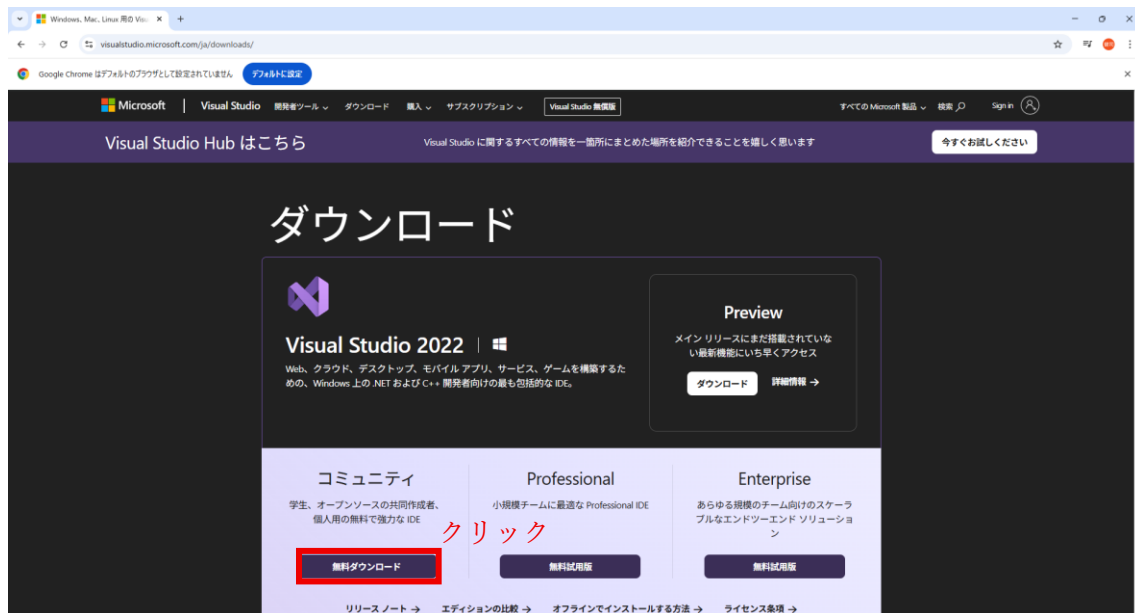 Windows、Mac、Linux 用の Visu
visualstudio.microsoft.com/ja/downloads/
Google Chrome はデフォルトのブラウザとして設定されていません デフォルトに設定
Microsoft Visual Studio 開発者ツール ダウンロード 購入 サブスクリプション Visual Studio 無償版 すべての Microsoft 製品 検索 Sign in
Visual Studio Hub はこちら Visual Studio に関するすべての情報を一箇所にまとめた場所を紹介できることを嬉しく思います 今すぐお試しください
ダウンロード
Visual Studio 2022
Web、クラウド、デスクトップ、モバイル アプリ、サービス、ゲームを構築するた
めの、Windows 上の .NET および C++ 開発者向けの最も包括的な IDE。
Preview
メイン リリースにまだ搭載されていな
い最新機能にいち早くアクセス
ダウンロード 詳細情報 →
コミュニティ
学生、オープンソースの共同作成者、
個人用の無料で強力な IDE
クリック
無料ダウンロード
Professional
小規模チームに最適な Professional IDE
無料試用版
Enterprise
あらゆる規模のチーム向けのスケーラ
ブルなエンドツーエンド ソリューショ
ン
無料試用版
リリース ノート → エディションの比較 → オフラインでインストールする方法 → ライセンス条項 →